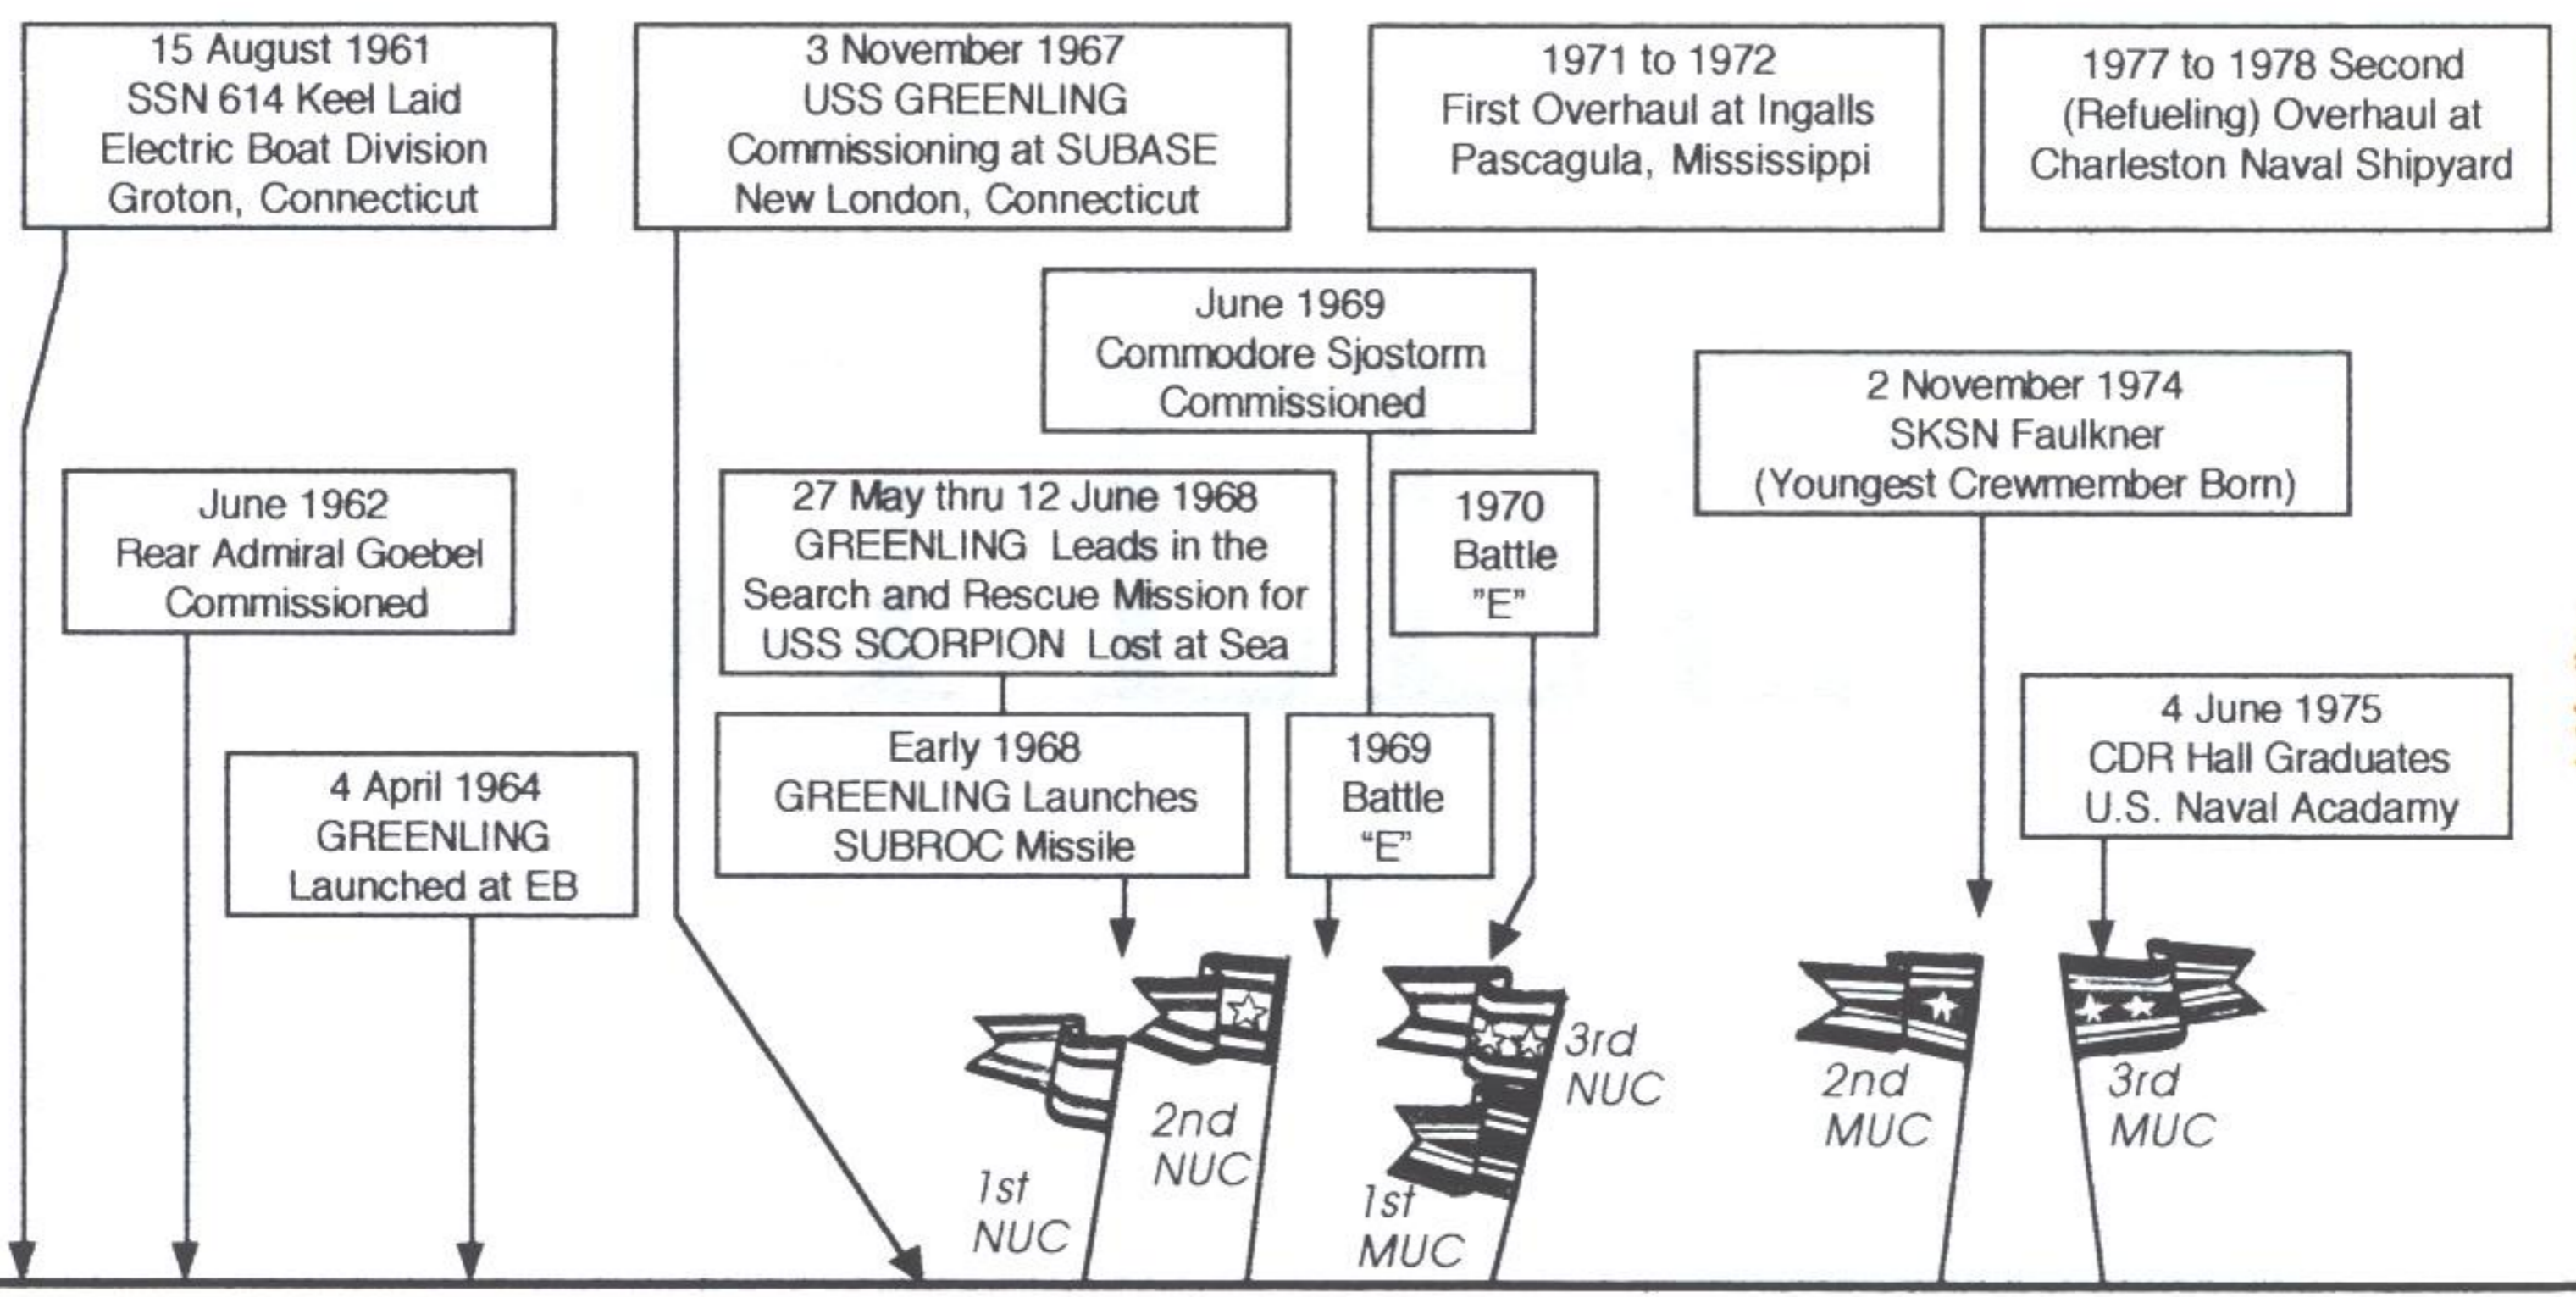 15 August 1961
SSN 614 Keel Laid
Electric Boat Division
Groton, Connecticut
3 November 1967
USS GREENLING
Commissioning at SUBASE
New London, Connecticut
1971 to 1972
First Overhaul at Ingalls
Pascagula, Mississippi
1977 to 1978 Second
(Refueling) Overhaul at
Charleston Naval Shipyard
June 1969
Commodore Sjostorm
Commissioned
2 November 1974
SKSN Faulkner
(Youngest Crewmember Born)
June 1962
Rear Admiral Goebel
Commissioned
27 May thru 12 June 1968
GREENLING Leads in the
Search and Rescue Mission for
USS SCORPION Lost at Sea
1970
Battle
"E"
4 April 1964
GREENLING
Launched at EB
Early 1968
GREENLING Launches
SUBROC Missile
1969
Battle
“E”
4 June 1975
CDR Hall Graduates
U.S. Naval Acadamy
1st
NUC
2nd
NUC
3rd
NUC
1st
MUC
2nd
MUC
3rd
MUC